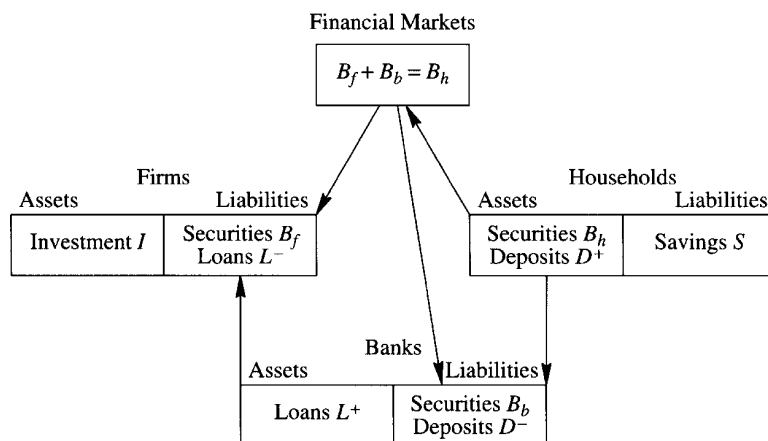 Financial Markets
B_f + B_b = B_h
Firms
Households
Assets
Liabilities
Assets
Liabilities
Investment I
Securities B_f
Loans L⁻
Securities B_h
Deposits D⁺
Savings S
Banks
Assets
Liabilities
Loans L⁺
Securities B_b
Deposits D⁻